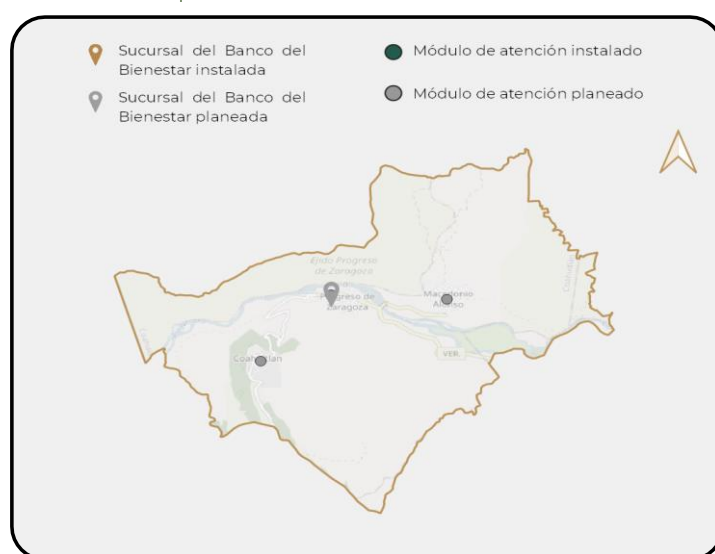 Sucursal del Banco del
Bienestar instalada
Sucursal del Banco del
Bienestar planeada
Módulo de atención instalado
Módulo de atención planeado
Ejido Progreso
de Zaragoza
Progreso de
Zaragoza
Macedonio
Alonso
Coahuitlán
VER.
Coahuitlán